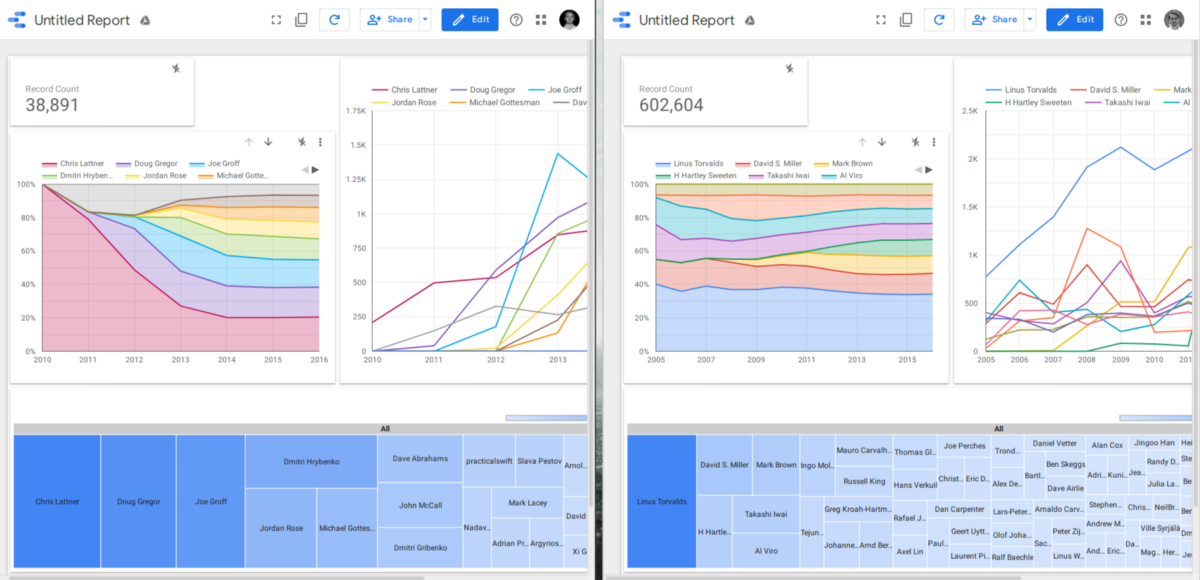 Untitled Report
Share
Edit
Record Count
38,891
Chris Lattner
Doug Gregor
Joe Groff
Dmitri Hryben...
Jordan Rose
Michael Gotte...
100%
80%
60%
40%
20%
0%
2010 2011 2012 2013 2014 2015 2016
Chris Lattner
Doug Gregor
Joe Groff
Jordan Rose
Michael Gottesman
Dav
1.75K
1.5K
1.25K
1K
750
500
250
0
2010 2011 2012 2013
All
Chris Lattner
Doug Gregor
Joe Groff
Dmitri Hrybenko
Jordan Rose
Michael Gottes...
Dave Abrahams
John McCall
Dmitri Gribenko
practicalswift
Slava Pestov
Arnol...
Mark Lacey
Nadav...
David
Adrian Pr...
Argyrios...
Xi G
Untitled Report
Share
Edit
Record Count
602,604
Linus Torvalds
David S. Miller
Mark Brown
H Hartley Sweeten
Takashi Iwai
Al Viro
100%
80%
60%
40%
20%
0%
2005 2007 2009 2011 2013 2015
Linus Torvalds
David S. Miller
Mark
H Hartley Sweeten
Takashi Iwai
Al
2.5K
2K
1.5K
1K
500
0
2005 2006 2007 2008 2009 2010 201
All
Linus Torvalds
David S. Miller
Mark Brown
H Hartle...
Takashi Iwai
Al Viro
Ingo Mol...
Tejun...
Mauro Carvalh...
Russell King
Greg Kroah-Hartm...
Johanne...
Arnd Ber...
Thomas Gl...
Hans Verkuil
Rafael J...
Axel Lin
Joe Perches
Christ...
Eric D...
Dan Carpenter
Paul...
Geert Uytt...
Laurent Pi...
Trond...
Alex De...
Lars-Peter...
Olof Joha...
Ralf Baechle
Daniel Vetter
Bartl...
Ben Skeggs
Dave Airlie
Arnaldo Carv...
Peter Zij...
Sac...
Linus W...
Alan Cox
Adri...
Kuni...
Stephen...
Andrew M...
And...
Eric...
Jingoo Han
Jea...
Randy D...
Julia La...
Chris...
NeilBr...
Ville Syrjälä
Da...
Mag...
Her...
Hei
Ste
Be
Ber
Dm
Je